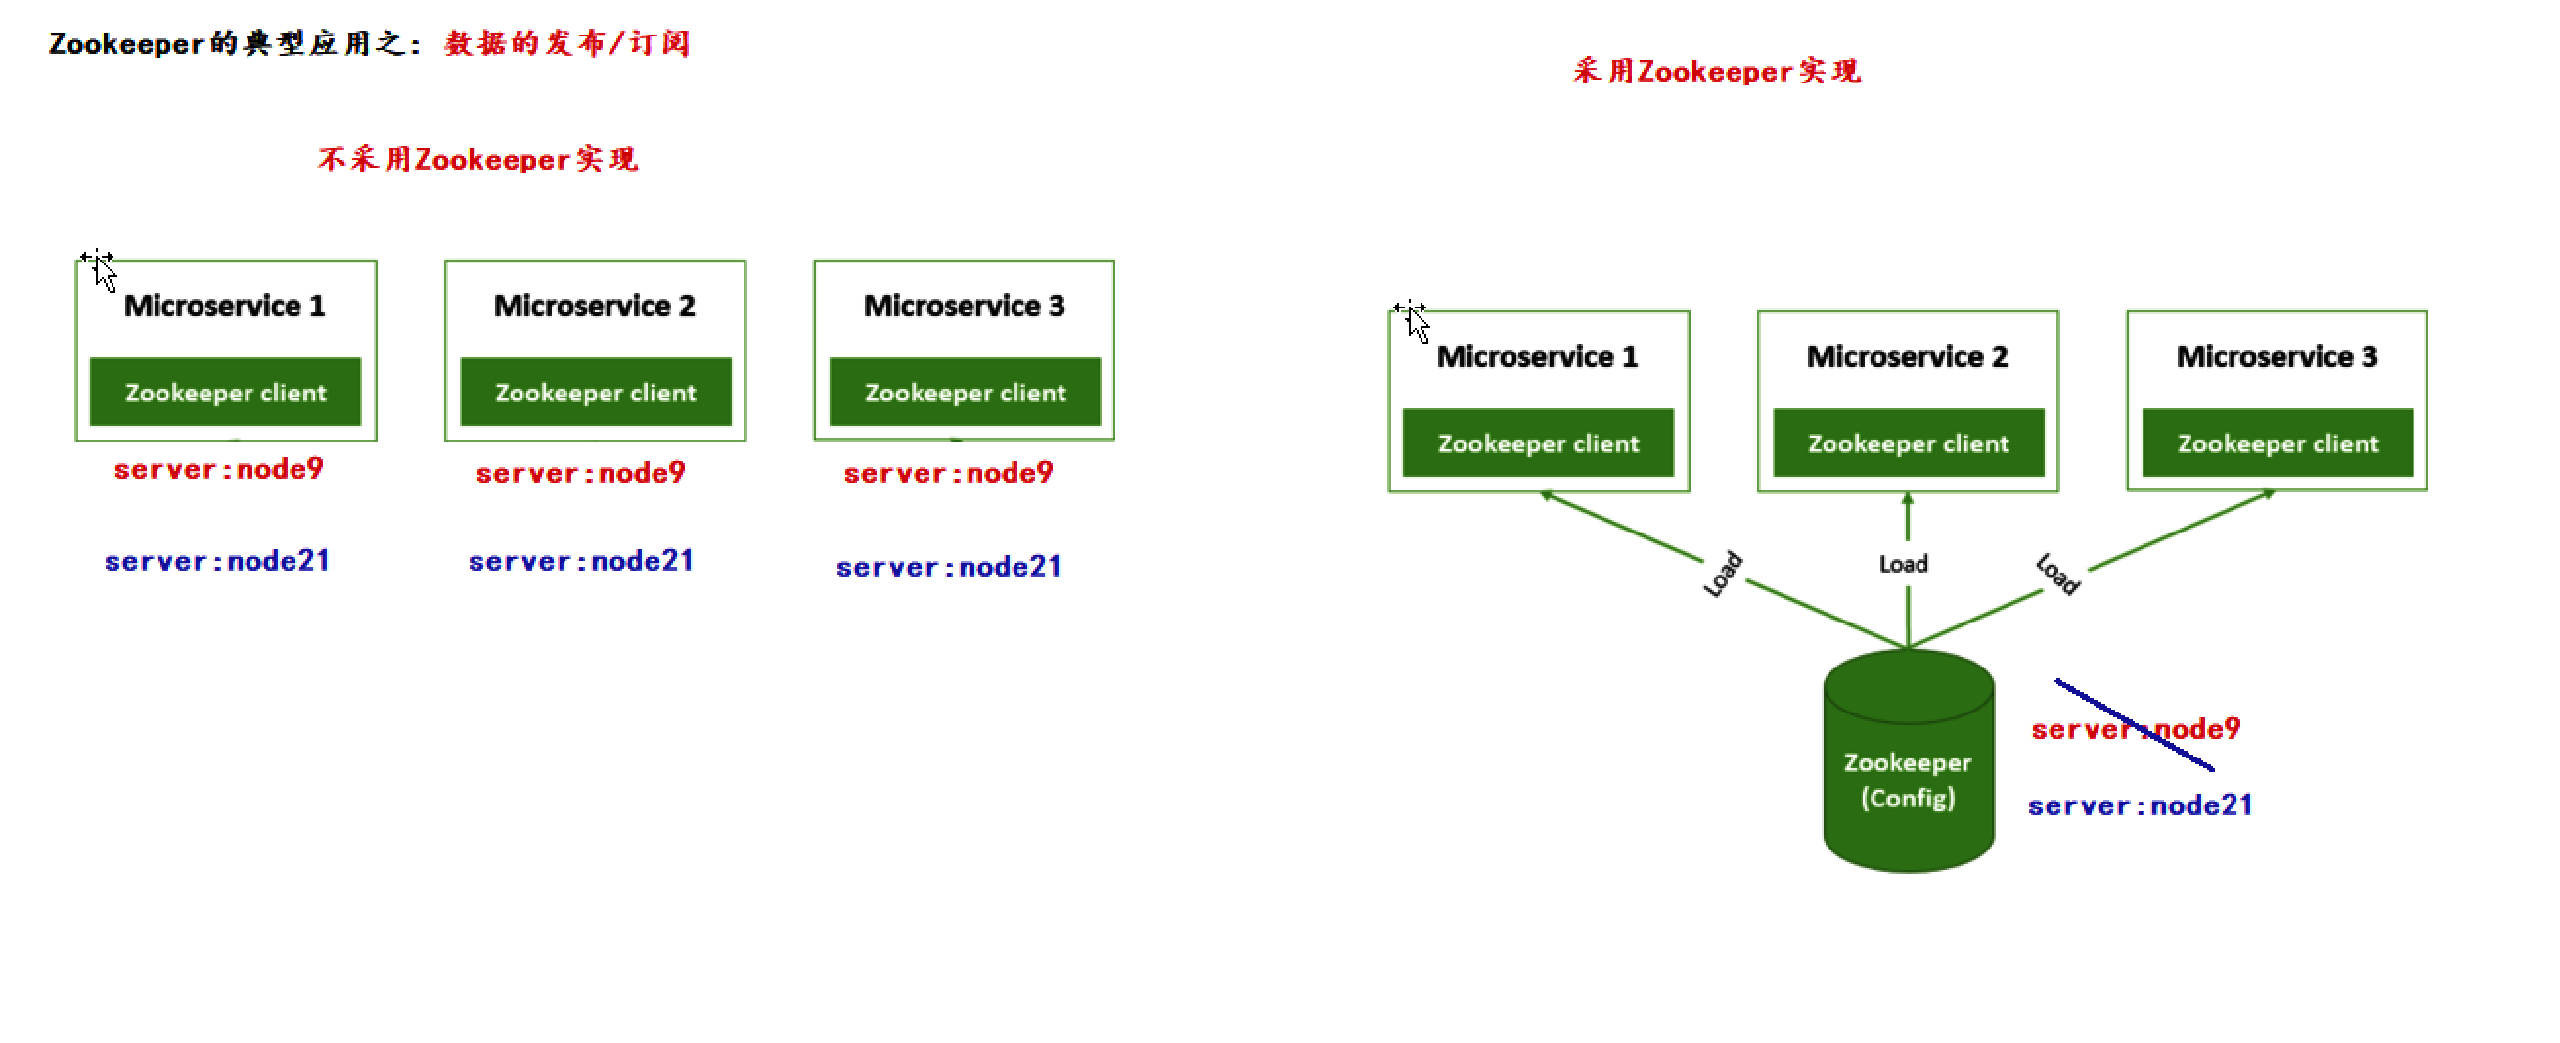 Zookeeper的典型应用之：数据的发布/订阅
不采用Zookeeper实现
Microservice 1
Zookeeper client
server:node9
server:node21
Microservice 2
Zookeeper client
server:node9
server:node21
Microservice 3
Zookeeper client
server:node9
server:node21
采用Zookeeper实现
Microservice 1
Zookeeper client
Microservice 2
Zookeeper client
Microservice 3
Zookeeper client
Load
Load
Load
Zookeeper
(Config)
server:node9
server:node21